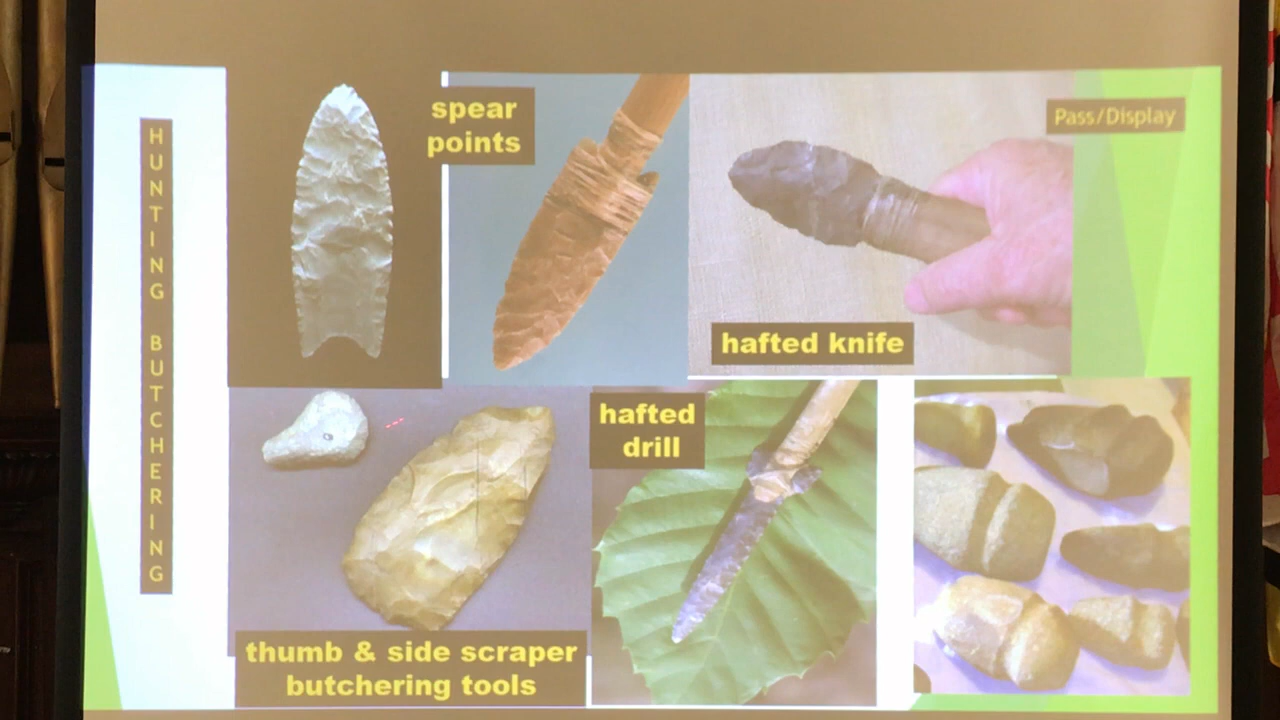 HUNTING BUTCHERING
spear
points
Pass/Display
hafted knife
hafted
drill
thumb & side scraper
butchering tools